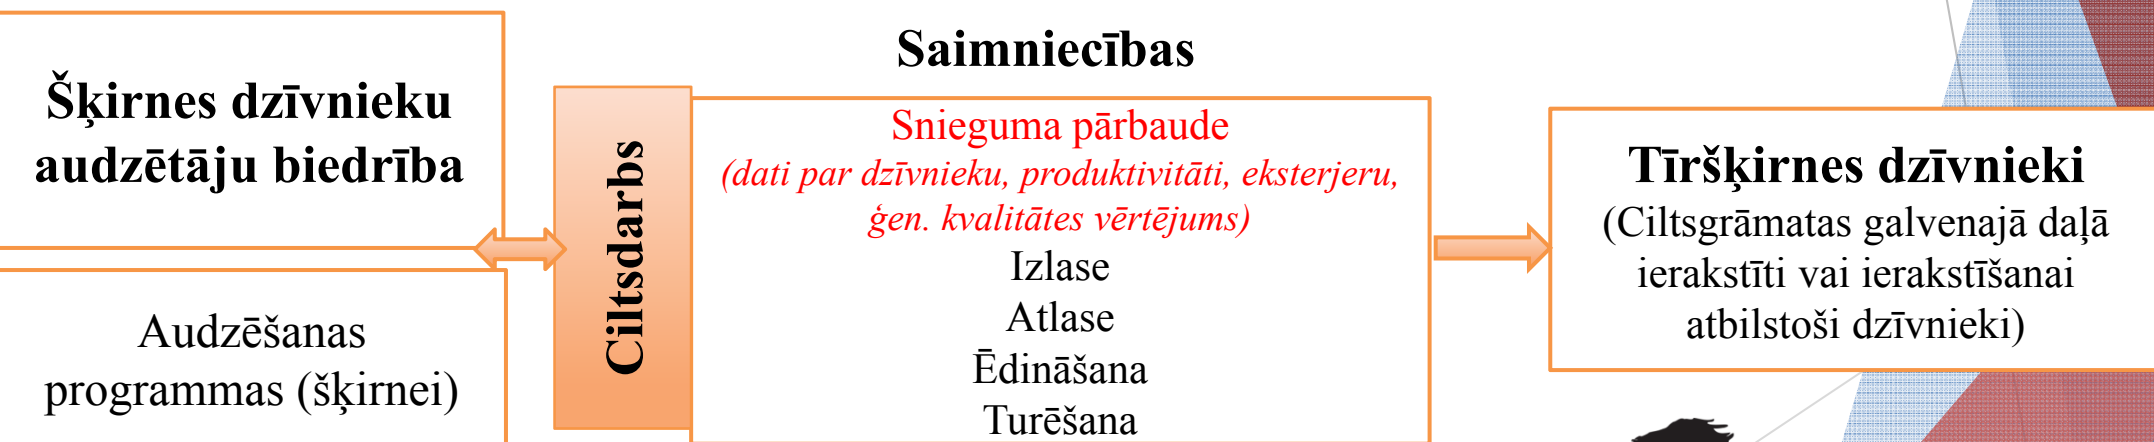 Šķirnes dzīvnieku
audzētāju biedrība
Audzēšanas
programmas (šķirnei)
Ciltsdarbs
Saimniecības
Snieguma pārbaude
(dati par dzīvnieku, produktivitāti, eksterjeru,
ģen. kvalitātes vērtējums)
Izlase
Atlase
Ēdināšana
Turēšana
Tīršķirnes dzīvnieki
(Ciltsgrāmatas galvenajā daļā
ierakstīti vai ierakstīšanai
atbilstoši dzīvnieki)